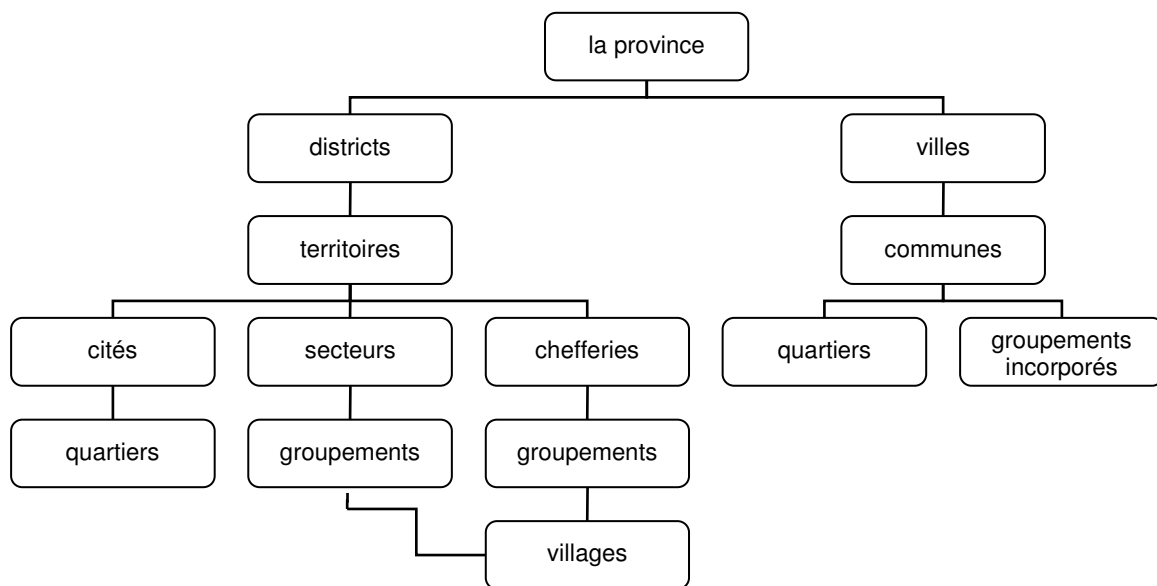 la province
districts
villes
territoires
communes
cités
secteurs
chefferies
quartiers
groupements
incorporés
quartiers
groupements
groupements
villages